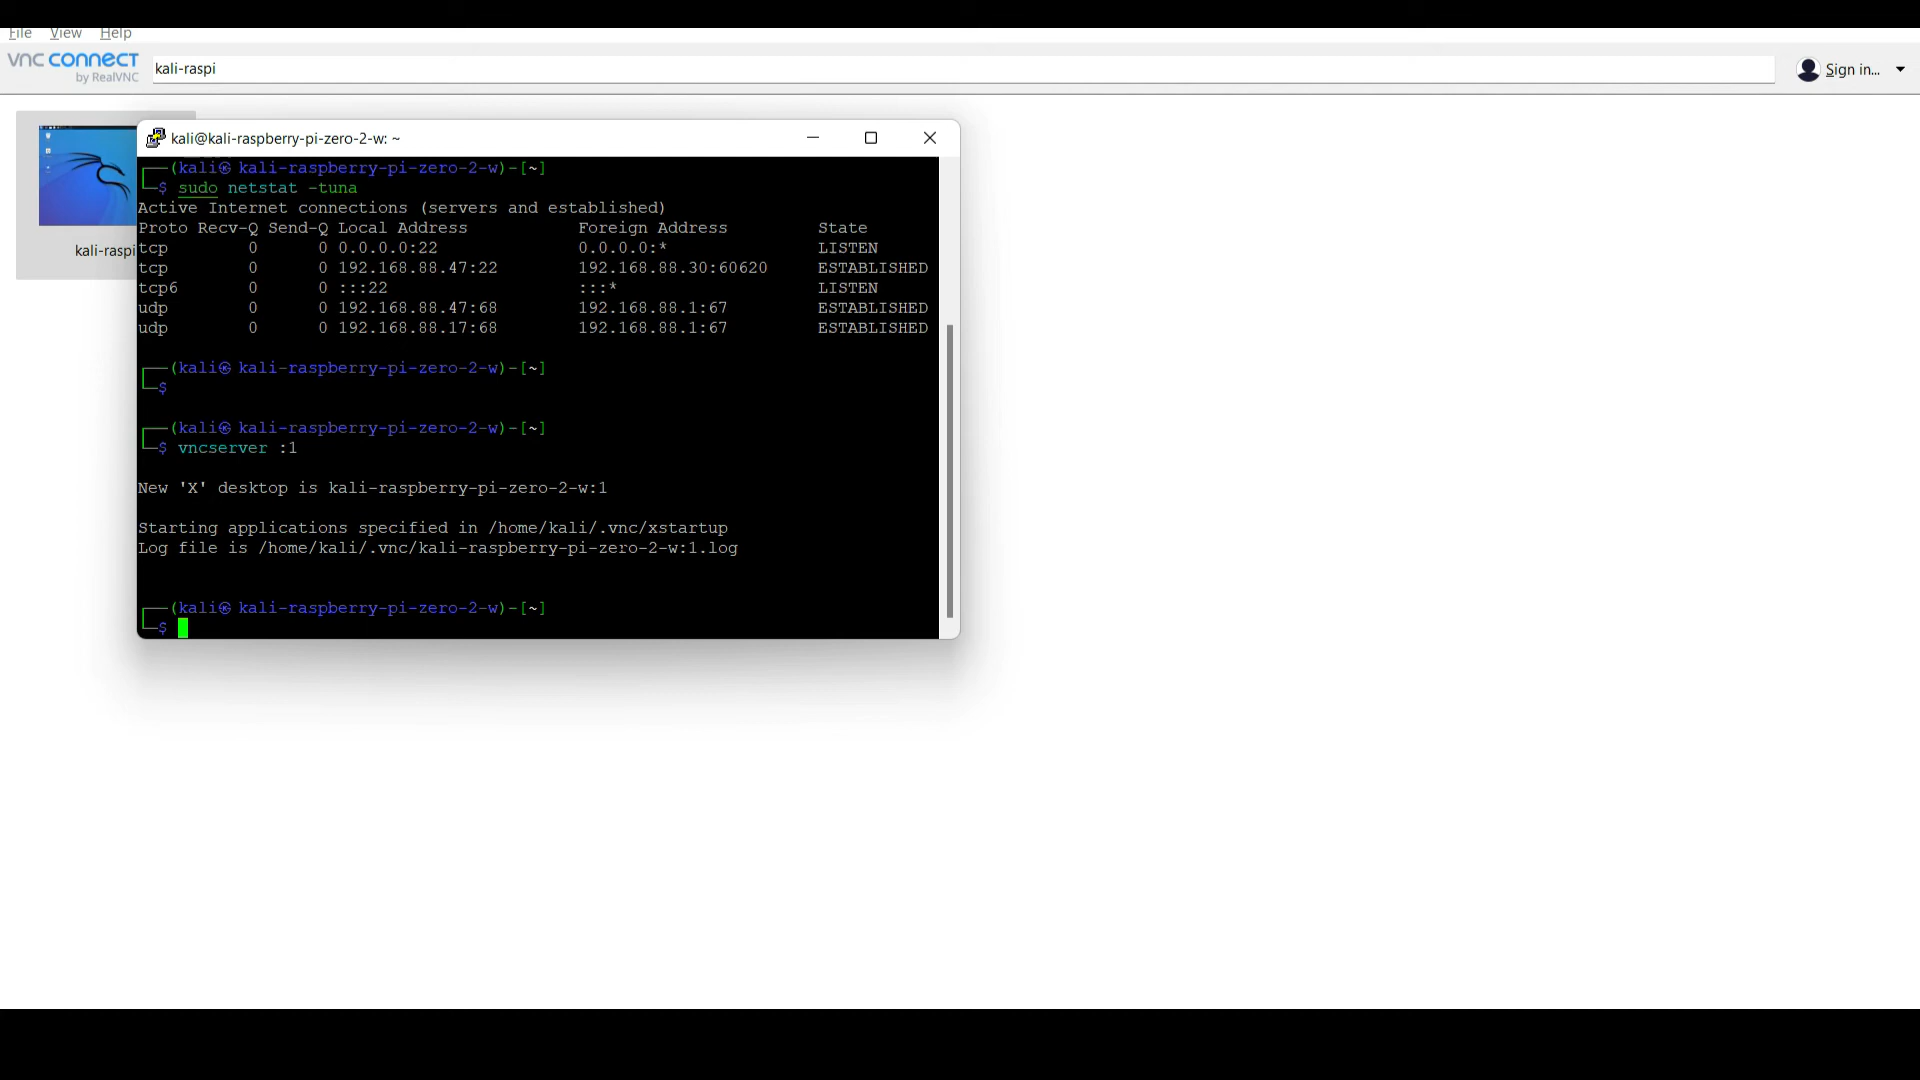 File View Help
vnc connect
by RealVNC
kali-raspi
Sign in...
kali-raspi
kali@kali-raspberry-pi-zero-2-w: ~
┌──(kali㉿kali-raspberry-pi-zero-2-w)-[~]
└─$ sudo netstat -tuna
Active Internet connections (servers and established)
Proto Recv-Q Send-Q Local Address           Foreign Address         State
tcp        0      0 0.0.0.0:22              0.0.0.0:*               LISTEN
tcp        0      0 192.168.88.47:22        192.168.88.30:60620     ESTABLISHED
tcp6       0      0 :::22                   :::*                    LISTEN
udp        0      0 192.168.88.47:68        192.168.88.1:67         ESTABLISHED
udp        0      0 192.168.88.17:68        192.168.88.1:67         ESTABLISHED
┌──(kali㉿kali-raspberry-pi-zero-2-w)-[~]
└─$
┌──(kali㉿kali-raspberry-pi-zero-2-w)-[~]
└─$ vncserver :1
New 'X' desktop is kali-raspberry-pi-zero-2-w:1
Starting applications specified in /home/kali/.vnc/xstartup
Log file is /home/kali/.vnc/kali-raspberry-pi-zero-2-w:1.log
┌──(kali㉿kali-raspberry-pi-zero-2-w)-[~]
└─$